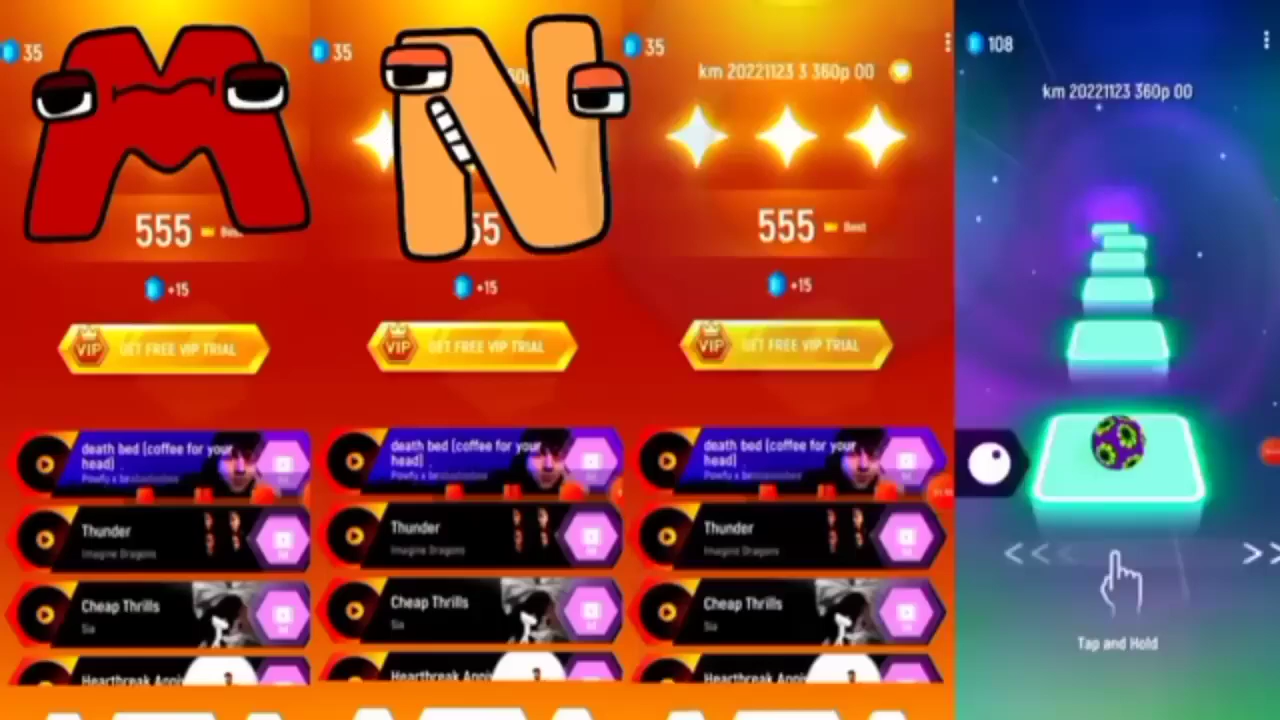 35
555
+15
VIP GET FREE VIP TRIAL
death bed (coffee for your
head)
Thunder
Imagine Dragons
Cheap Thrills
Sia
35
55
+15
VIP GET FREE VIP TRIAL
death bed (coffee for your
head)
Thunder
Imagine Dragons
Cheap Thrills
Sia
35
km 20221123 3 360p 00
555 Best
+15
VIP GET FREE VIP TRIAL
death bed (coffee for your
head)
Thunder
Imagine Dragons
Cheap Thrills
Sia
108
km 20221123 360p 00
Tap and Hold